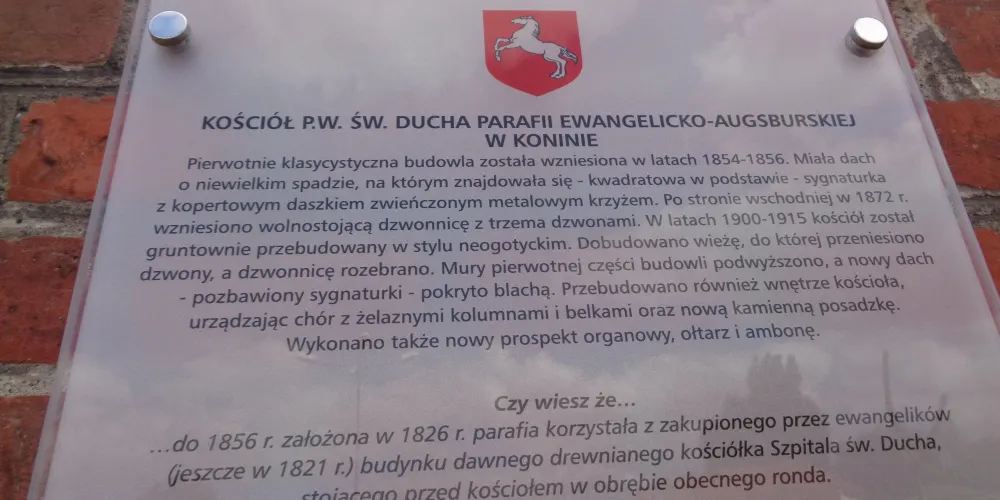 KOŚCIÓŁ P.W. ŚW. DUCHA PARAFII EWANGELICKO-AUGSBURSKIEJ
W KONINIE
Pierwotnie klasycystyczna budowla została wzniesiona w latach 1854-1856. Miała dach
o niewielkim spadzie, na którym znajdowała się - kwadratowa w podstawie - sygnaturka
z kopertowym daszkiem zwieńczonym metalowym krzyżem. Po stronie wschodniej w 1872 r.
wzniesiono wolnostojącą dzwonnicę z trzema dzwonami. W latach 1900-1915 kościół został
gruntownie przebudowany w stylu neogotyckim. Dobudowano wieżę, do której przeniesiono
dzwony, a dzwonnicę rozebrano. Mury pierwotnej części budowli podwyższono, a nowy dach
- pozbawiony sygnaturki - pokryto blachą. Przebudowano również wnętrze kościoła,
urządzając chór z żelaznymi kolumnami i belkami oraz nową kamienną posadzkę.
Wykonano także nowy prospekt organowy, ołtarz i ambonę.
Czy wiesz że...
...do 1856 r. założona w 1826 r. parafia korzystała z zakupionego przez ewangelików
(jeszcze w 1821 r.) budynku dawnego drewnianego kościółka Szpitala św. Ducha,
stojącego przed kościołem w obrębie obecnego ronda.